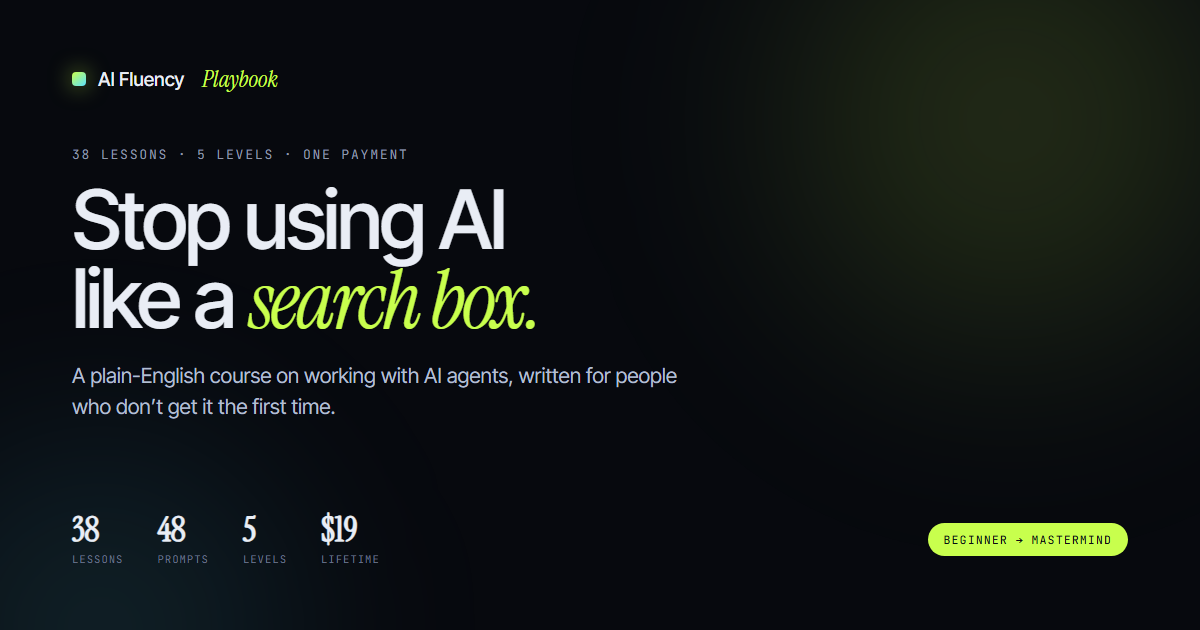 AI Fluency Playbook
38 LESSONS · 5 LEVELS · ONE PAYMENT
Stop using AI
like a search box.
A plain-English course on working with AI agents, written for people
who don’t get it the first time.
38 48 5 $19
LESSONS PROMPTS LEVELS LIFETIME
BEGINNER → MASTERMIND